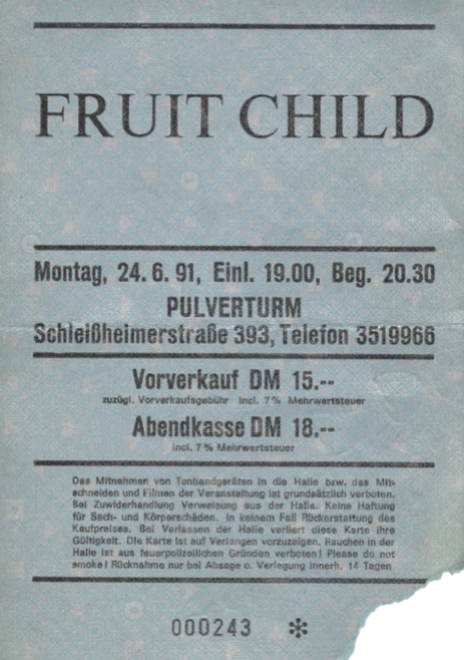 FRUIT CHILD
Montag, 24.6.91, Einl. 19.00, Beg. 20.30
PULVERTURM
Schleißheimerstraße 393, Telefon 3519966
Vorverkauf DM 15.--
zuzügl. Vorverkaufsgebühr incl. 7% Mehrwertsteuer
Abendkasse DM 18.--
incl. 7% Mehrwertsteuer
Das Mitnehmen von Tonbandgeräten in die Halle bzw. das Mit-
schneiden und Filmen der Veranstaltung ist grundsätzlich verboten.
Bei Zuwiderhandlung Verweisung aus der Halle. Keine Haftung
für Sach- und Körperschäden. In keinem Fall Rückerstattung des
Kaufpreises. Bei Verlassen der Halle verliert diese Karte ihre
Gültigkeit. Die Karte ist auf Verlangen vorzuzeigen. Rauchen in der
Halle ist aus feuerpolizeilichen Gründen verboten! Please do not
smoke! Rücknahme nur bei Absage o. Verlegung innerh. 14 Tagen
000243 ✻